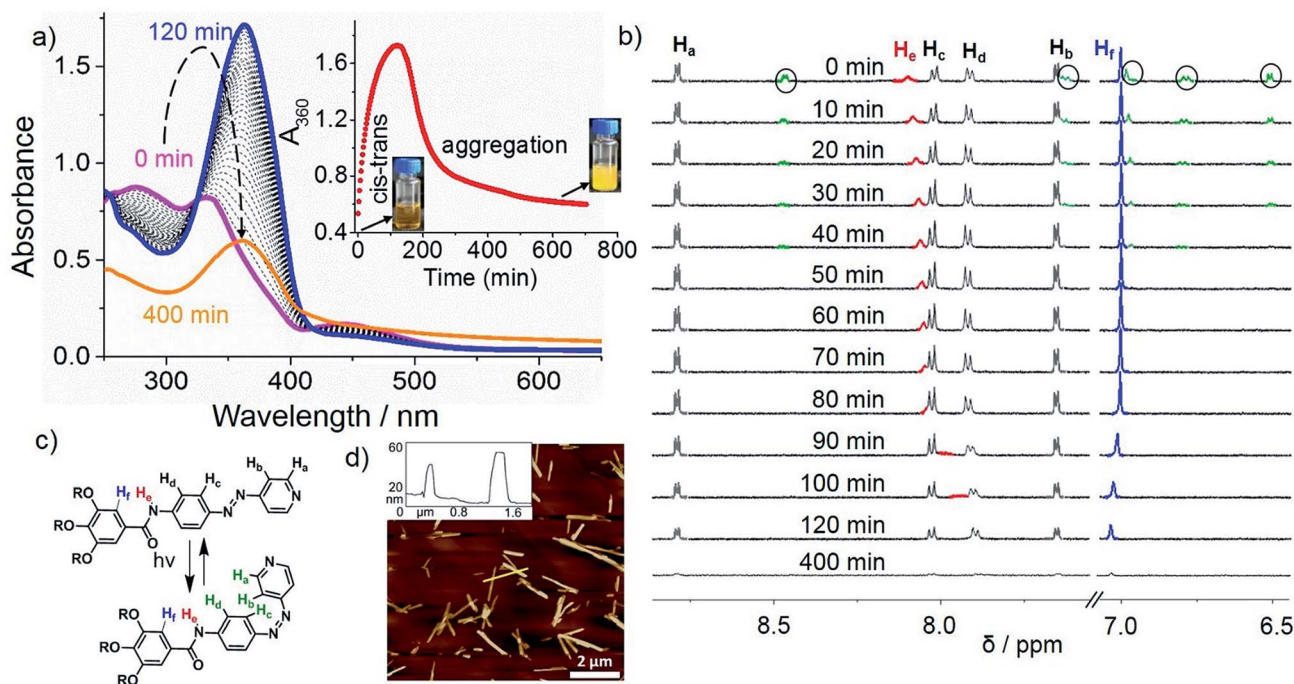 a)
120 min
0 min
400 min
Absorbance
1.5
1.0
0.5
0.0
300
400
500
600
Wavelength / nm
A360
1.6
1.2
0.8
0.4
cis-trans
aggregation
0
200
400
600
800
Time (min)
b)
Ha
He
Hc
Hd
Hb
Hf
0 min
10 min
20 min
30 min
40 min
50 min
60 min
70 min
80 min
90 min
100 min
120 min
400 min
8.5
8.0
7.0
6.5
δ / ppm
c)
Hb
Ha
Hd
Hc
Hf
He
RO
RO
RO
N
H
O
N
N
N
hν
N
Ha
Hb
Hd
Hc
Hf
He
RO
RO
RO
N
H
O
N
N
d)
60
20
nm
0
µm
0.8
1.6
2 µm